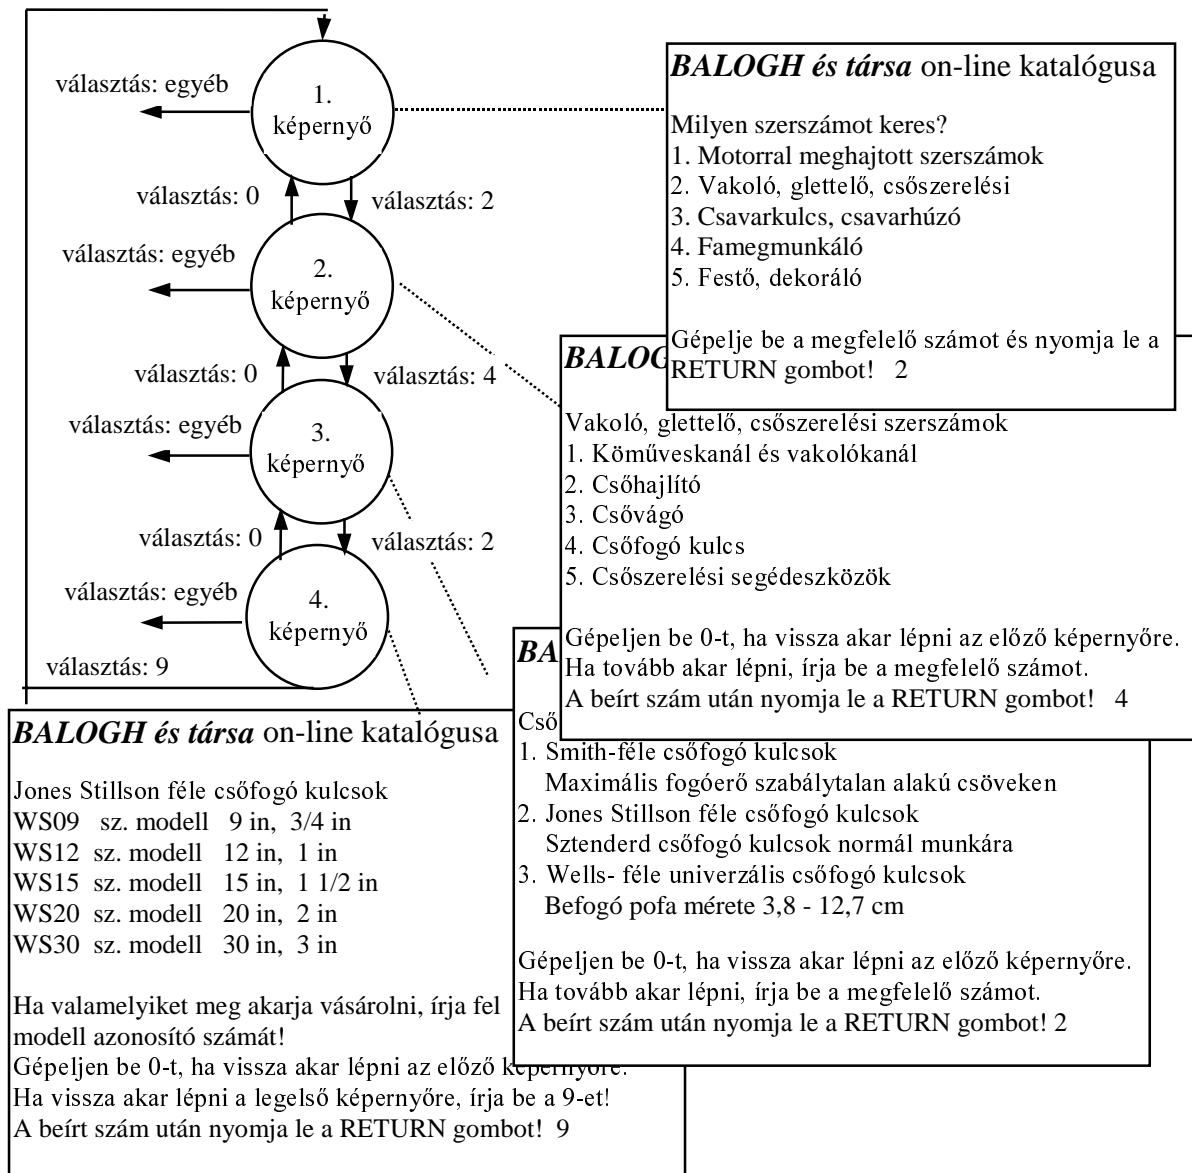 választás: egyéb
1.
képernyő
választás: 0
választás: 2
választás: egyéb
2.
képernyő
választás: 0
választás: 4
választás: egyéb
3.
képernyő
választás: 0
választás: 2
választás: egyéb
4.
képernyő
választás: 9
BALOGH és társa on-line katalógusa
Milyen szerszámot keres?
1. Motorral meghajtott szerszámok
2. Vakoló, glettelő, csőszerelési
3. Csavarkulcs, csavarhúzó
4. Famegmunkáló
5. Festő, dekoráló
Gépelje be a megfelelő számot és nyomja le a
RETURN gombot! 2
BALOG
Vakoló, glettelő, csőszerelési szerszámok
1. Köműveskanál és vakolókanál
2. Csőhajlító
3. Csővágó
4. Csőfogó kulcs
5. Csőszerelési segédeszközök
Gépeljen be 0-t, ha vissza akar lépni az előző képernyőre.
Ha tovább akar lépni, írja be a megfelelő számot.
A beírt szám után nyomja le a RETURN gombot! 4
BA
Cső
1. Smith-féle csőfogó kulcsok
Maximális fogóerő szabálytalan alakú csöveken
2. Jones Stillson féle csőfogó kulcsok
Sztenderd csőfogó kulcsok normál munkára
3. Wells- féle univerzális csőfogó kulcsok
Befogó pofa mérete 3,8 - 12,7 cm
Gépeljen be 0-t, ha vissza akar lépni az előző képernyőre.
Ha tovább akar lépni, írja be a megfelelő számot.
A beírt szám után nyomja le a RETURN gombot! 2
BALOGH és társa on-line katalógusa
Jones Stillson féle csőfogó kulcsok
WS09 sz. modell 9 in, 3/4 in
WS12 sz. modell 12 in, 1 in
WS15 sz. modell 15 in, 1 1/2 in
WS20 sz. modell 20 in, 2 in
WS30 sz. modell 30 in, 3 in
Ha valamelyiket meg akarja vásárolni, írja fel
modell azonosító számát!
Gépeljen be 0-t, ha vissza akar lépni az előző képernyőre.
Ha vissza akar lépni a legelső képernyőre, írja be a 9-et!
A beírt szám után nyomja le a RETURN gombot! 9